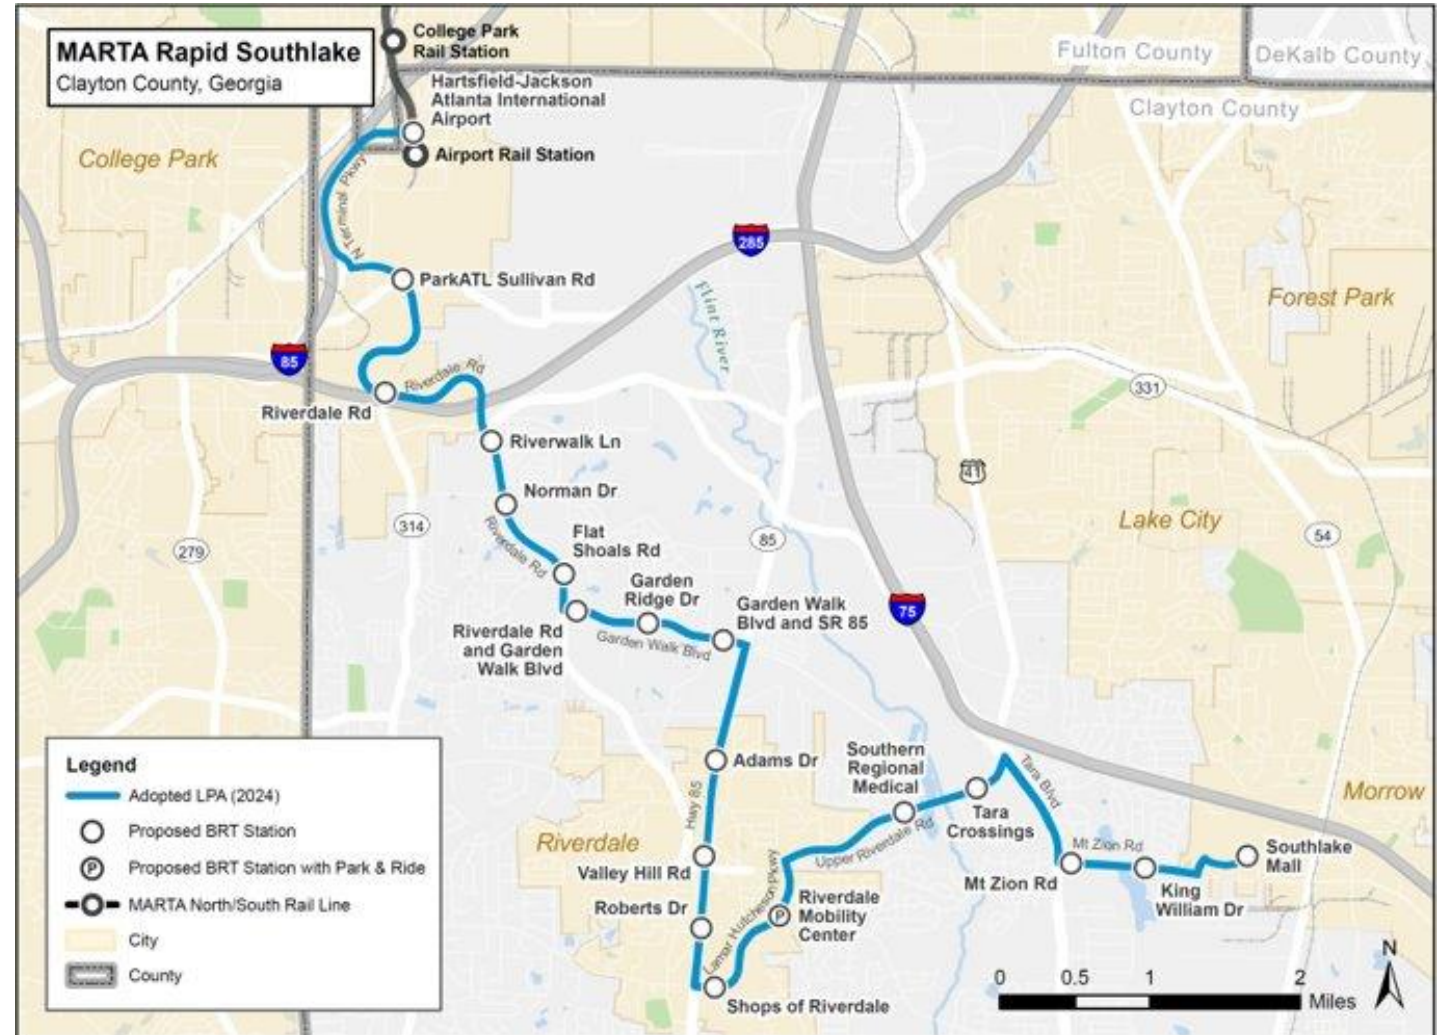 MARTA Rapid Southlake
Clayton County, Georgia
College Park
Rail Station
Hartsfield-Jackson
Atlanta International
Airport
Airport Rail Station
Fulton County
DeKalb County
Clayton County
College Park
N Terminal Pkwy
285
ParkATL Sullivan Rd
Flint River
Forest Park
85
Riverdale Rd
Riverdale Rd
331
Riverwalk Ln
41
Norman Dr
Lake City
314
Riverdale Rd
Flat
Shoals Rd
85
54
279
Garden
Ridge Dr
Garden Walk
Blvd and SR 85
75
Riverdale Rd
and Garden
Walk Blvd
Garden Walk Blvd
Adams Dr
Southern
Regional
Medical
Tara Blvd
Morrow
Hwy 85
Tara
Crossings
Riverdale
Upper Riverdale Rd
Mt Zion Rd
Southlake
Mall
Valley Hill Rd
Mt Zion Rd
King
William Dr
Roberts Dr
Lamar Hutcheson Pkwy
P
Riverdale
Mobility
Center
Shops of Riverdale
Legend
Adopted LPA (2024)
Proposed BRT Station
P Proposed BRT Station with Park & Ride
MARTA North/South Rail Line
City
County
N
0 0.5 1 2
Miles